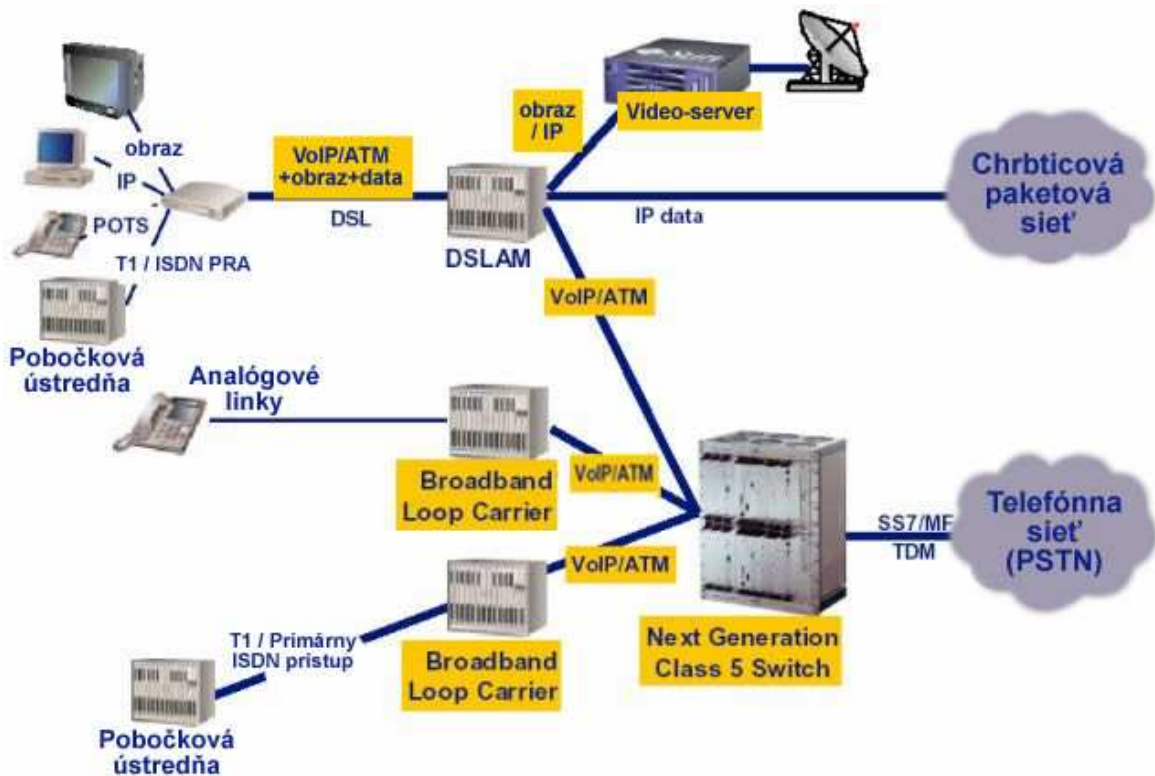 obraz
/ IP
Video-server
obraz
VoIP/ATM
+obraz+data
IP
DSL
POTS
T1 / ISDN PRA
DSLAM
IP data
Chrbticová
paketová
sieť
Pobočková
ústredňa
VoIP/ATM
Analógové
linky
Broadband
Loop Carrier
VoIP/ATM
VoIP/ATM
SS7/MF
TDM
Telefónna
sieť
(PSTN)
T1 / Primárny
ISDN prístup
Broadband
Loop Carrier
Next Generation
Class 5 Switch
Pobočková
ústredňa